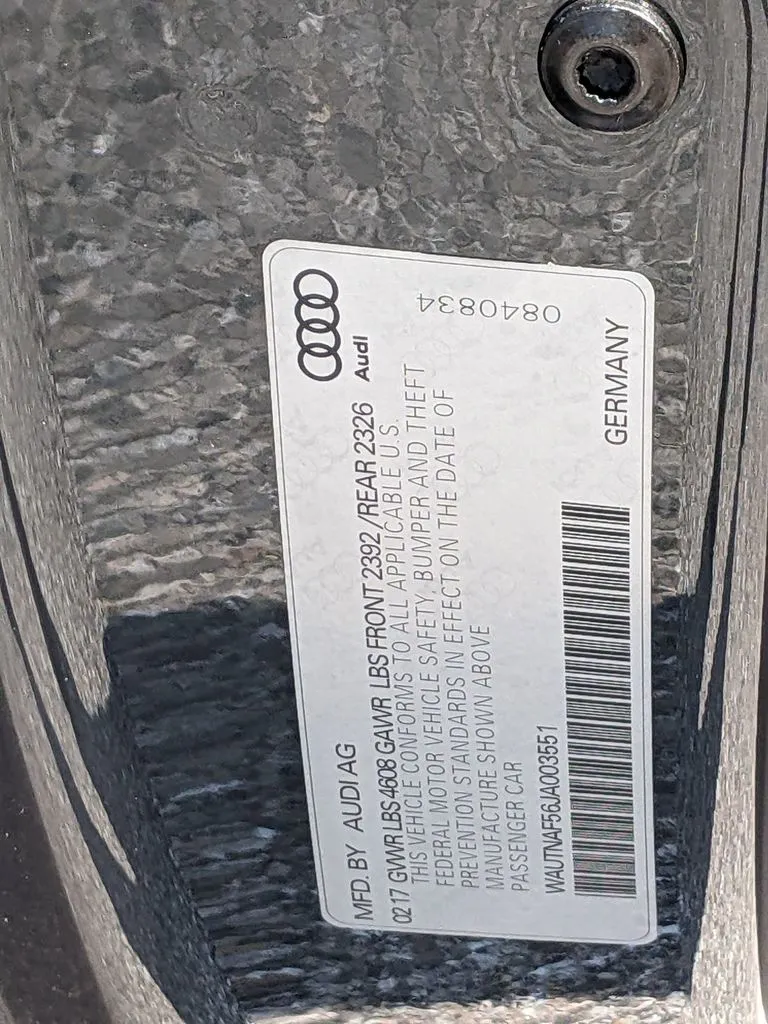 Audi
MFD. BY AUDI AG
0217 GVWR LBS 4608 GAWR LBS FRONT 2392 /REAR 2326
THIS VEHICLE CONFORMS TO ALL APPLICABLE U.S.
FEDERAL MOTOR VEHICLE SAFETY, BUMPER AND THEFT
PREVENTION STANDARDS IN EFFECT ON THE DATE OF
MANUFACTURE SHOWN ABOVE
PASSENGER CAR
WAUTNAF56JA003551
GERMANY
0840834